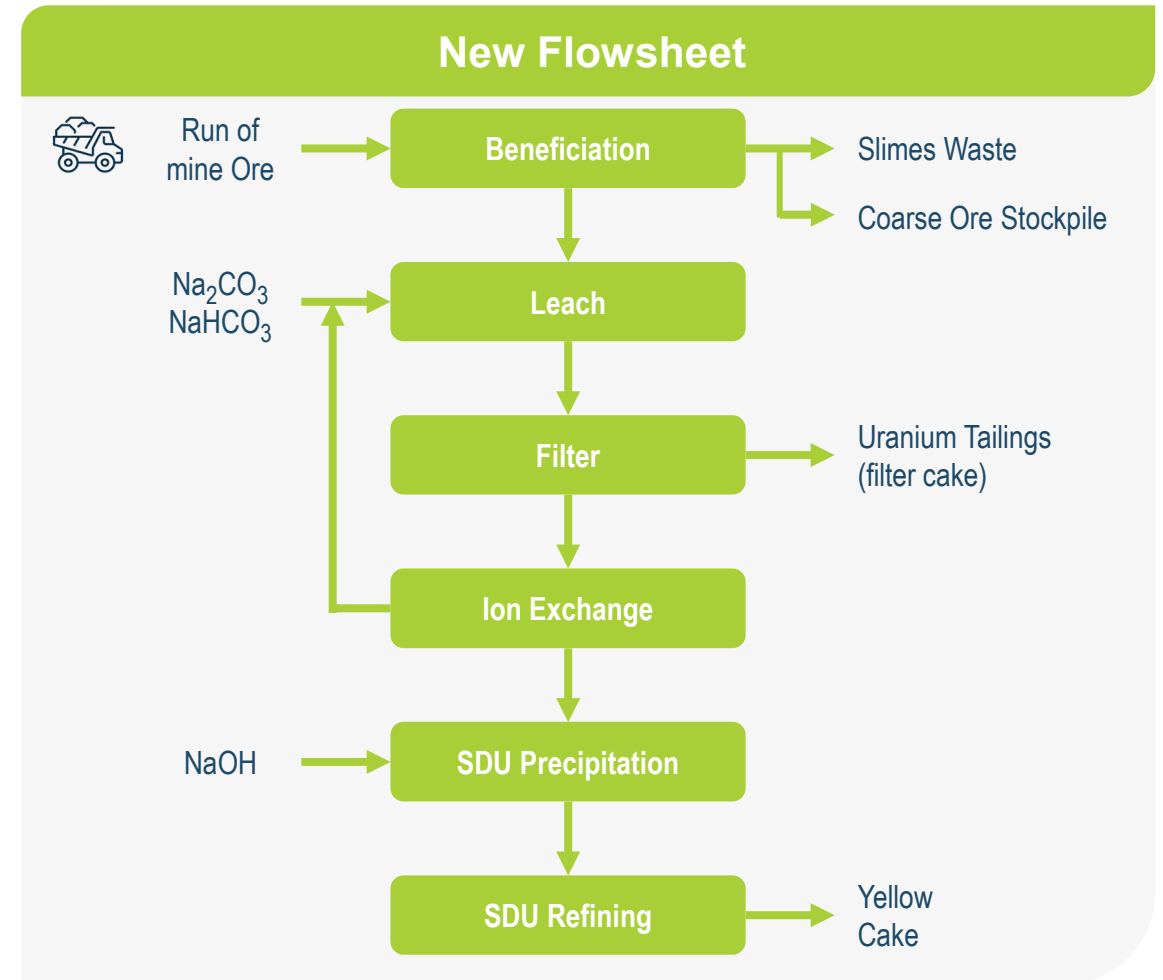 New Flowsheet
Run of
mine Ore
Beneficiation
Slimes Waste
Coarse Ore Stockpile
Na₂CO₃
NaHCO₃
Leach
Filter
Uranium Tailings
(filter cake)
Ion Exchange
NaOH
SDU Precipitation
SDU Refining
Yellow
Cake